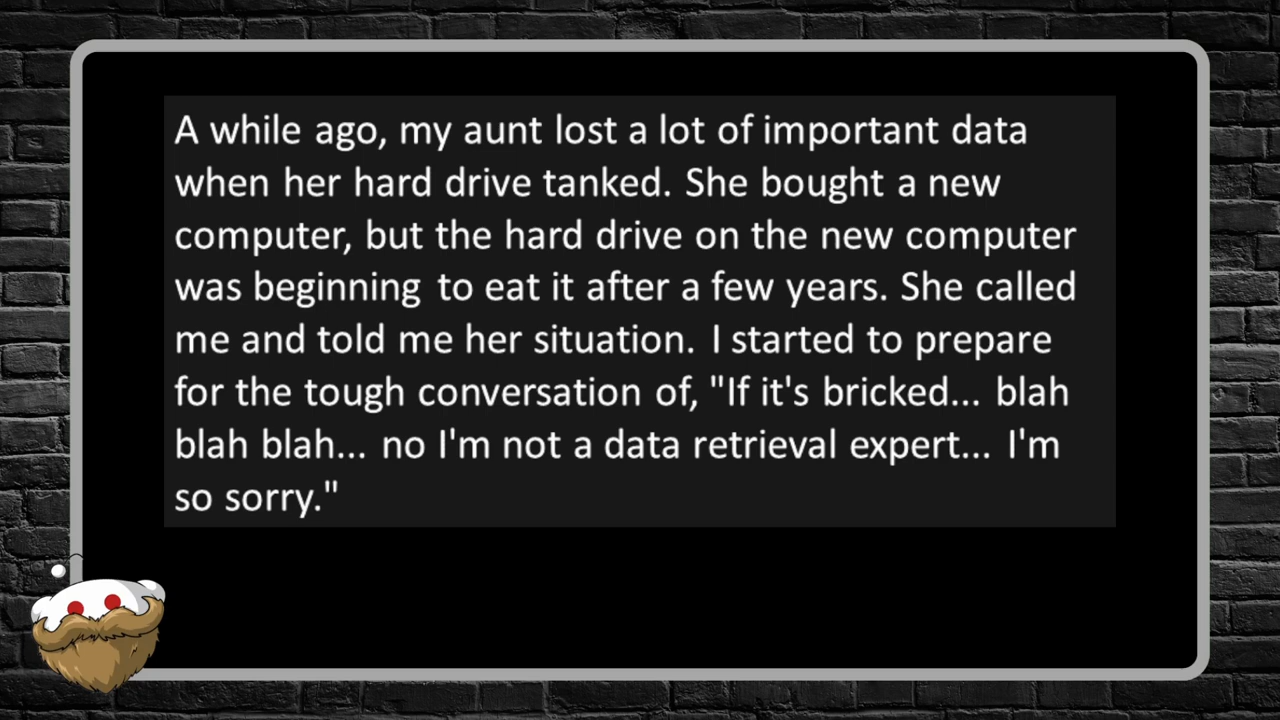 A while ago, my aunt lost a lot of important data
when her hard drive tanked. She bought a new
computer, but the hard drive on the new computer
was beginning to eat it after a few years. She called
me and told me her situation. I started to prepare
for the tough conversation of, "If it's bricked... blah
blah blah... no I'm not a data retrieval expert... I'm
so sorry."